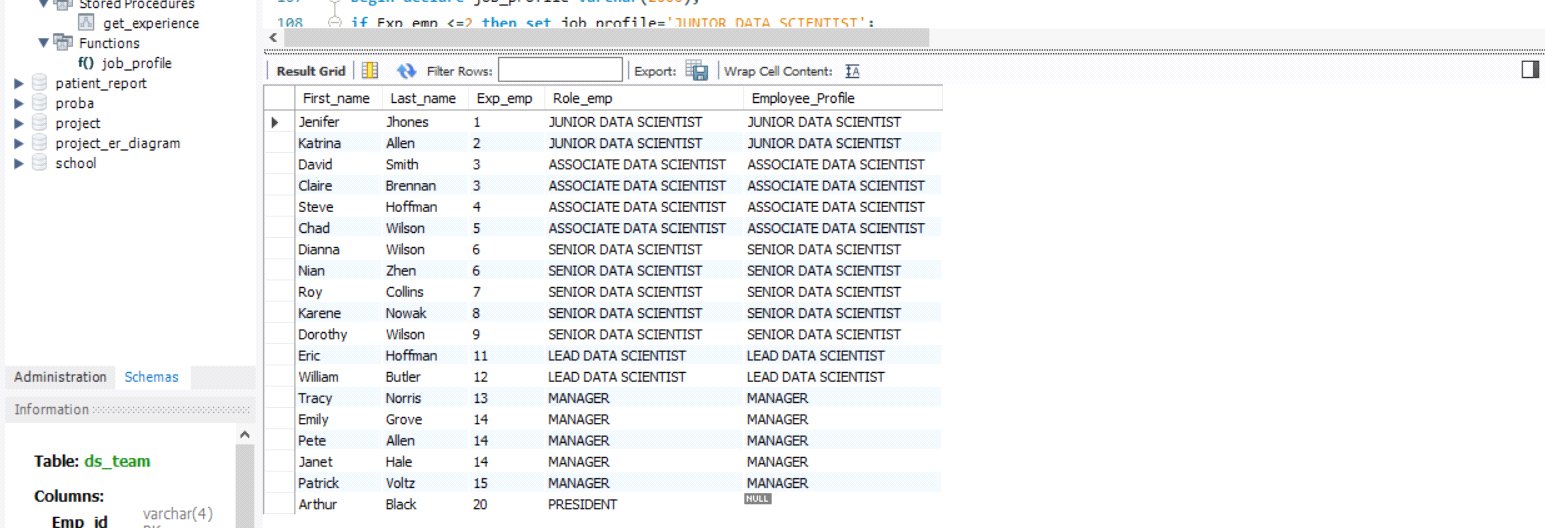 Stored Procedures
get_experience
Functions
f() job_profile
patient_report
proba
project
project_er_diagram
school
Administration Schemas
Information
Table: ds_team
Columns:
Emp_id varchar(4)
108 if Exp_emp <=2 then set job_profile='JUNIOR DATA SCIENTIST';
Result Grid Filter Rows: Export: Wrap Cell Content:
First_name Last_name Exp_emp Role_emp Employee_Profile
Jenifer Jhones 1 JUNIOR DATA SCIENTIST JUNIOR DATA SCIENTIST
Katrina Allen 2 JUNIOR DATA SCIENTIST JUNIOR DATA SCIENTIST
David Smith 3 ASSOCIATE DATA SCIENTIST ASSOCIATE DATA SCIENTIST
Claire Brennan 3 ASSOCIATE DATA SCIENTIST ASSOCIATE DATA SCIENTIST
Steve Hoffman 4 ASSOCIATE DATA SCIENTIST ASSOCIATE DATA SCIENTIST
Chad Wilson 5 ASSOCIATE DATA SCIENTIST ASSOCIATE DATA SCIENTIST
Dianna Wilson 6 SENIOR DATA SCIENTIST SENIOR DATA SCIENTIST
Nian Zhen 6 SENIOR DATA SCIENTIST SENIOR DATA SCIENTIST
Roy Collins 7 SENIOR DATA SCIENTIST SENIOR DATA SCIENTIST
Karene Nowak 8 SENIOR DATA SCIENTIST SENIOR DATA SCIENTIST
Dorothy Wilson 9 SENIOR DATA SCIENTIST SENIOR DATA SCIENTIST
Eric Hoffman 11 LEAD DATA SCIENTIST LEAD DATA SCIENTIST
William Butler 12 LEAD DATA SCIENTIST LEAD DATA SCIENTIST
Tracy Norris 13 MANAGER MANAGER
Emily Grove 14 MANAGER MANAGER
Pete Allen 14 MANAGER MANAGER
Janet Hale 14 MANAGER MANAGER
Patrick Voltz 15 MANAGER MANAGER
Arthur Black 20 PRESIDENT NULL